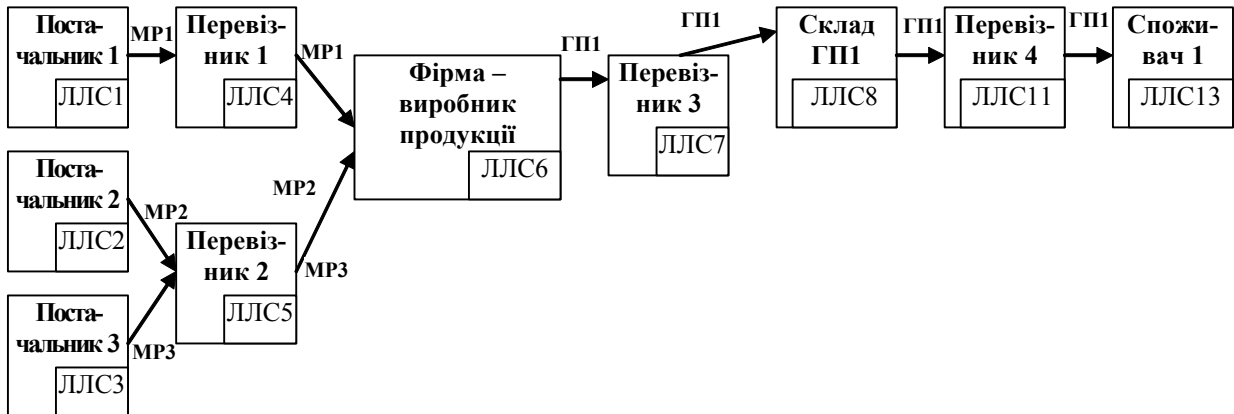 Поста-
чальник 1
ЛЛС1
МР1
Перевіз-
ник 1
ЛЛС4
МР1
Фірма –
виробник
продукції
ЛЛС6
ГП1
Перевіз-
ник 3
ЛЛС7
ГП1
Склад
ГП1
ЛЛС8
ГП1
Перевіз-
ник 4
ЛЛС11
ГП1
Спожи-
вач 1
ЛЛС13
Поста-
чальник 2
ЛЛС2
МР2
Перевіз-
ник 2
ЛЛС5
МР2
МР3
Поста-
чальник 3
ЛЛС3
МР3